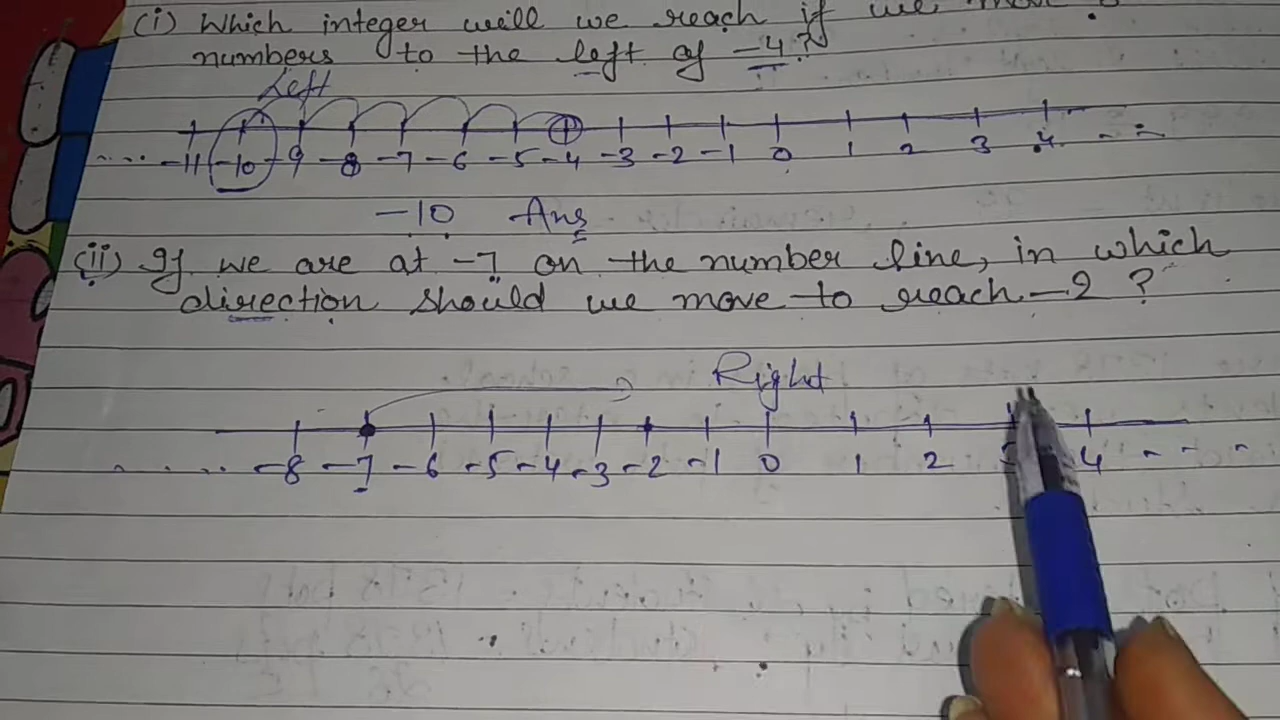 (i) Which integer will we reach if we move
numbers to the left of -4?
Left
.... -11 -10 -9 -8 -7 -6 -5 -4 -3 -2 -1 0 1 2 3 4 ...
-10 Ans
(ii) If we are at -7 on the number line, in which
direction should we move to reach -2 ?
Right
..... -8 -7 -6 -5 -4 -3 -2 -1 0 1 2 3 4 - - - -